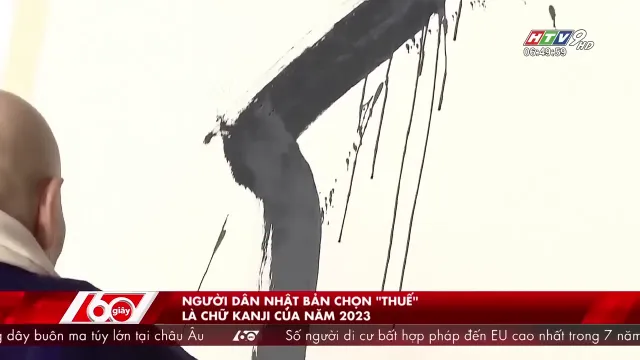 HTV9 HD
06:49:59
60 giây
NGƯỜI DÂN NHẬT BẢN CHỌN "THUẾ"
LÀ CHỮ KANJI CỦA NĂM 2023
dây buôn ma túy lớn tại châu Âu Số người di cư bất hợp pháp đến EU cao nhất trong 7 năm